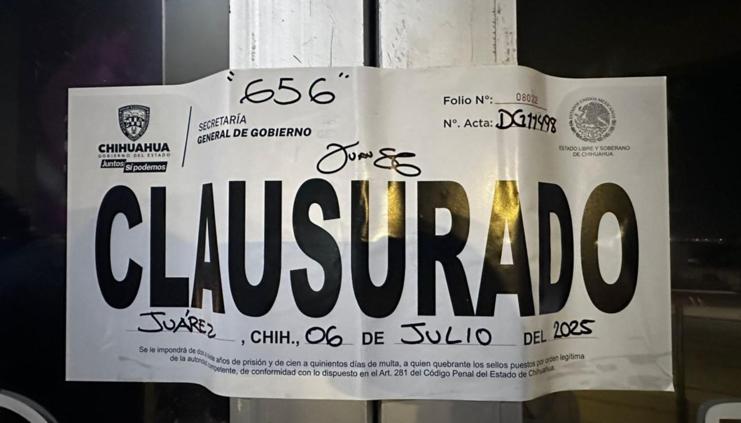 "656"
Folio N°: 08022
N°. Acta: DG11498
CHIHUAHUA
GOBIERNO DEL ESTADO
Juntos Sí podemos
SECRETARÍA
GENERAL DE GOBIERNO
ESTADO LIBRE Y SOBERANO
DE CHIHUAHUA
CLAUSURADO
JUÁREZ, CHIH., 06 DE JULIO DEL 2025
Se le impondrá de dos a años de prisión y de cien a quinientos días de multa, a quien quebrante los sellos puestos por orden legítima
de la autoridad competente, de conformidad con lo dispuesto en el Art. 281 del Código Penal del Estado de Chihuahua.